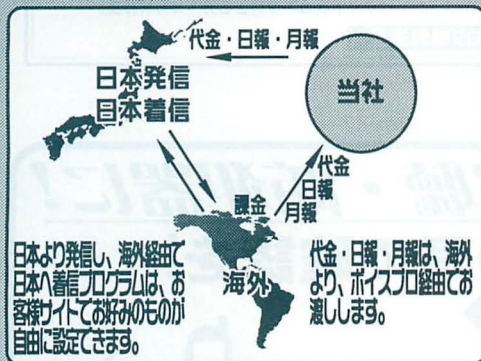 代金・日報・月報
日本発信
日本着信
当社
代金
日報
月報
課金
海外
日本より発信し、海外経由で
日本へ着信プログラムは、お
客様サイトでお好みのものが
自由に設定できます。
代金・日報・月報は、海外
より、ボイスプロ経由でお
渡しします。